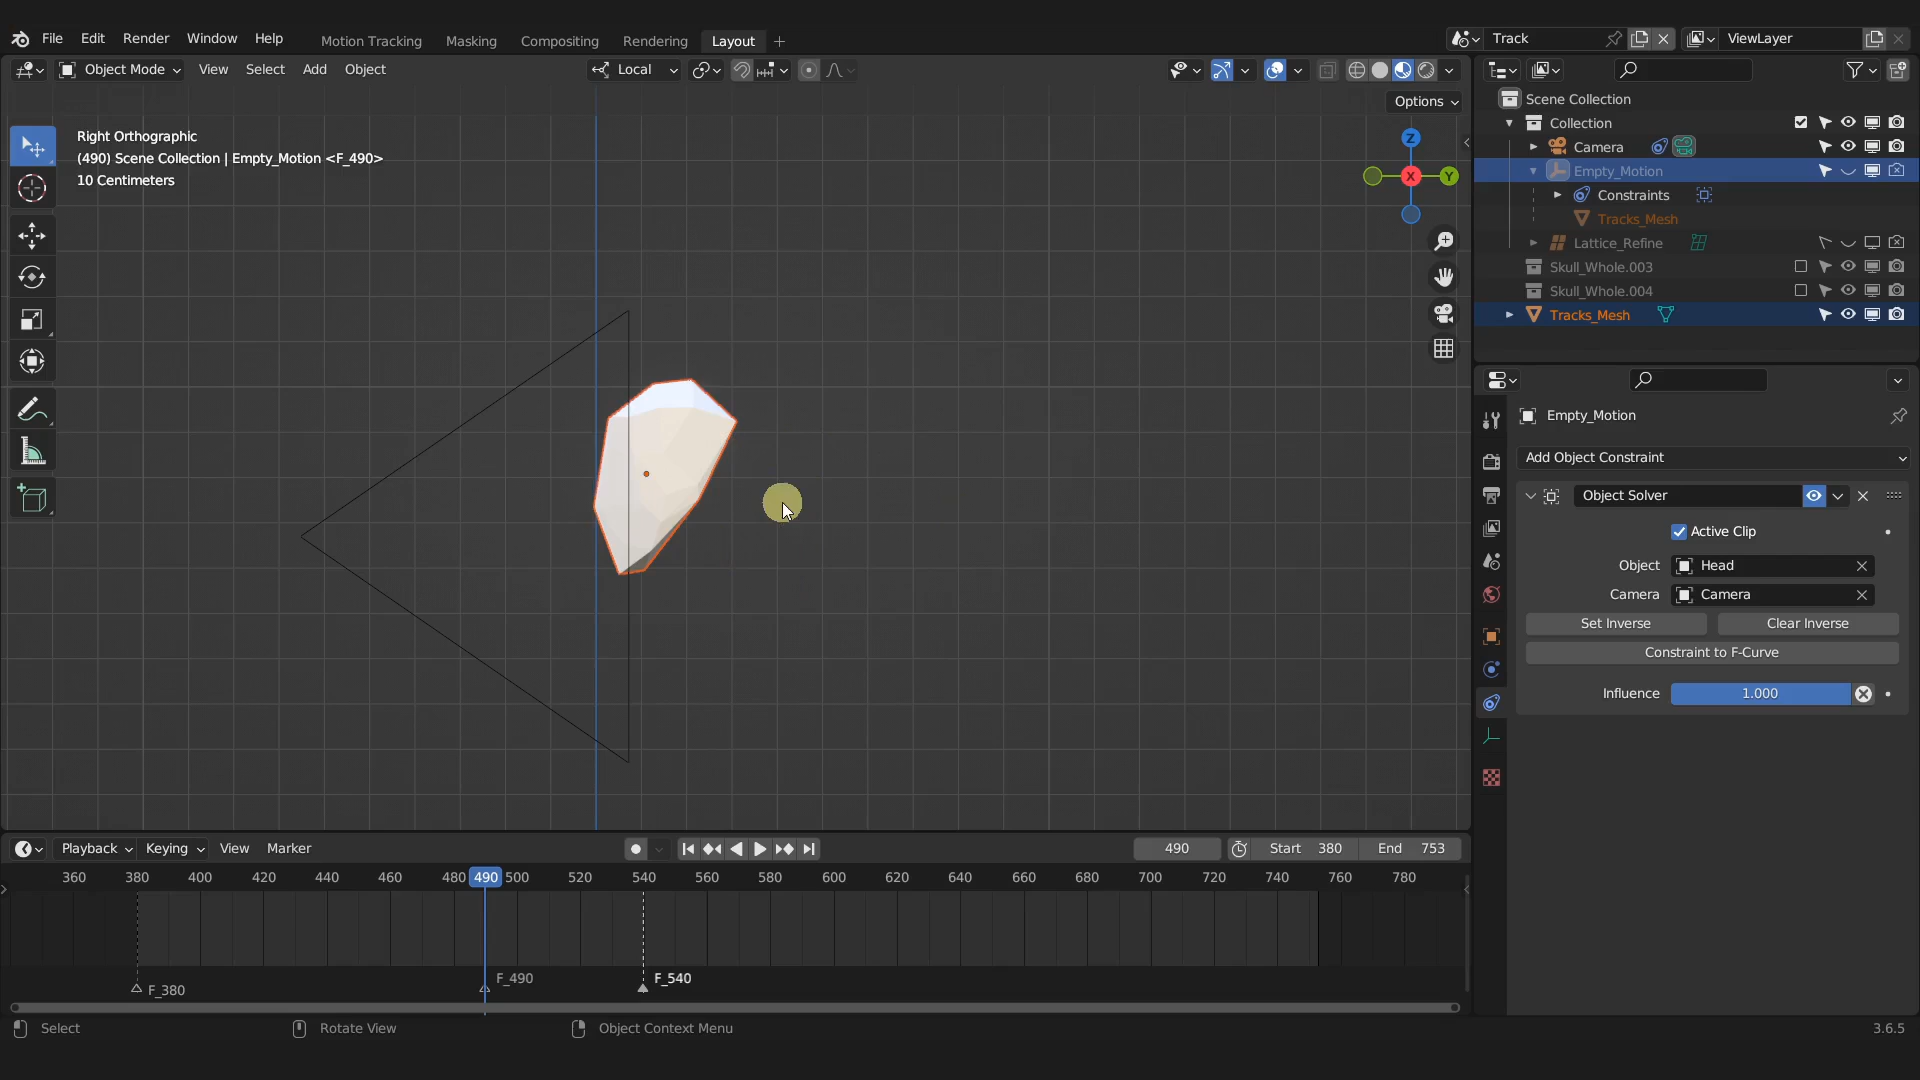 File Edit Render Window Help
Motion Tracking Masking Compositing Rendering Layout
Track ViewLayer
Object Mode View Select Add Object Local
Options
Right Orthographic
(490) Scene Collection | Empty_Motion <F_490>
10 Centimeters
Z
X Y
Scene Collection
Collection
Camera
Empty_Motion
Constraints
Tracks_Mesh
Lattice_Refine
Skull_Whole.003
Skull_Whole.004
Tracks_Mesh
Empty_Motion
Add Object Constraint
Object Solver
Active Clip
Object Head
Camera Camera
Set Inverse Clear Inverse
Constraint to F-Curve
Influence 1.000
Playback Keying View Marker 490 Start 380 End 753
360 380 400 420 440 460 480 490 500 520 540 560 580 600 620 640 660 680 700 720 740 760 780
F_380 F_490 F_540
Select Rotate View Object Context Menu 3.6.5